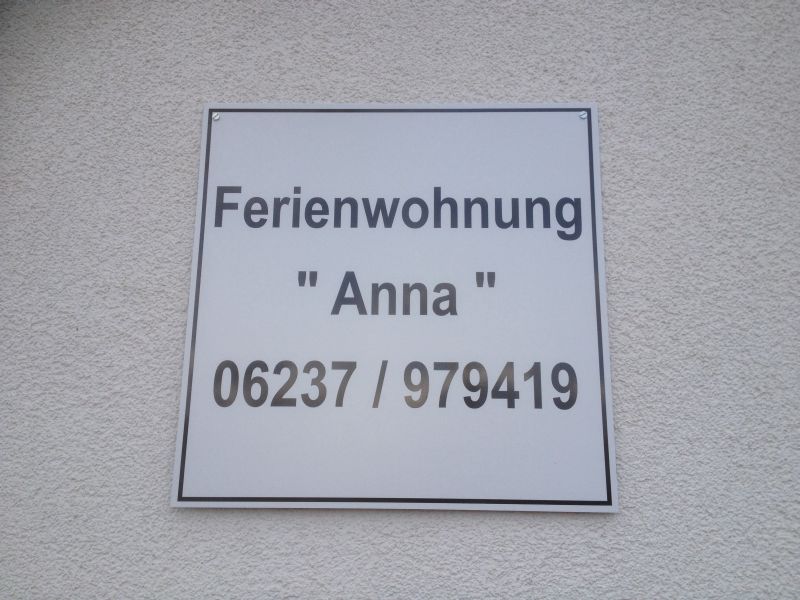 Ferienwohnung
" Anna "
06237 / 979419